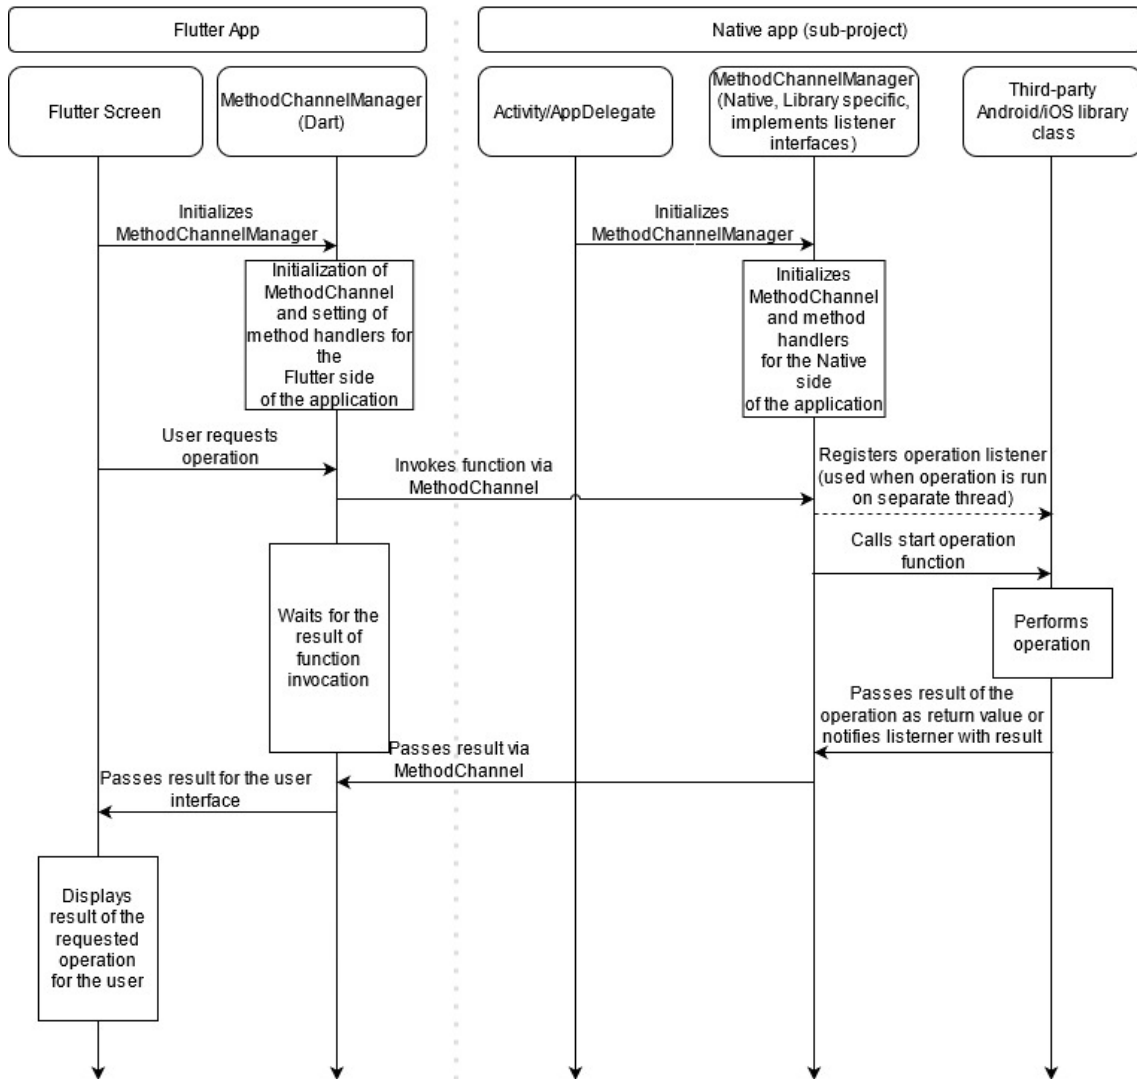 Flutter App
Native app (sub-project)
Flutter Screen
MethodChannelManager
(Dart)
Activity/AppDelegate
MethodChannelManager
(Native, Library specific,
implements listener
interfaces)
Third-party
Android/iOS library
class
Initializes
MethodChannelManager
Initializes
MethodChannelManager
Initialization of
MethodChannel
and setting of
method handlers for
the
Flutter side
of the application
Initializes
MethodChannel
and method
handlers
for the Native
side
of the application
User requests
operation
Invokes function via
MethodChannel
Registers operation listener
(used when operation is run
on separate thread)
Calls start operation
function
Waits for the
result of
function
invocation
Performs
operation
Passes result of the
operation as return value or
notifies listerner with result
Passes result via
MethodChannel
Passes result for the user
interface
Displays
result of the
requested
operation
for the user